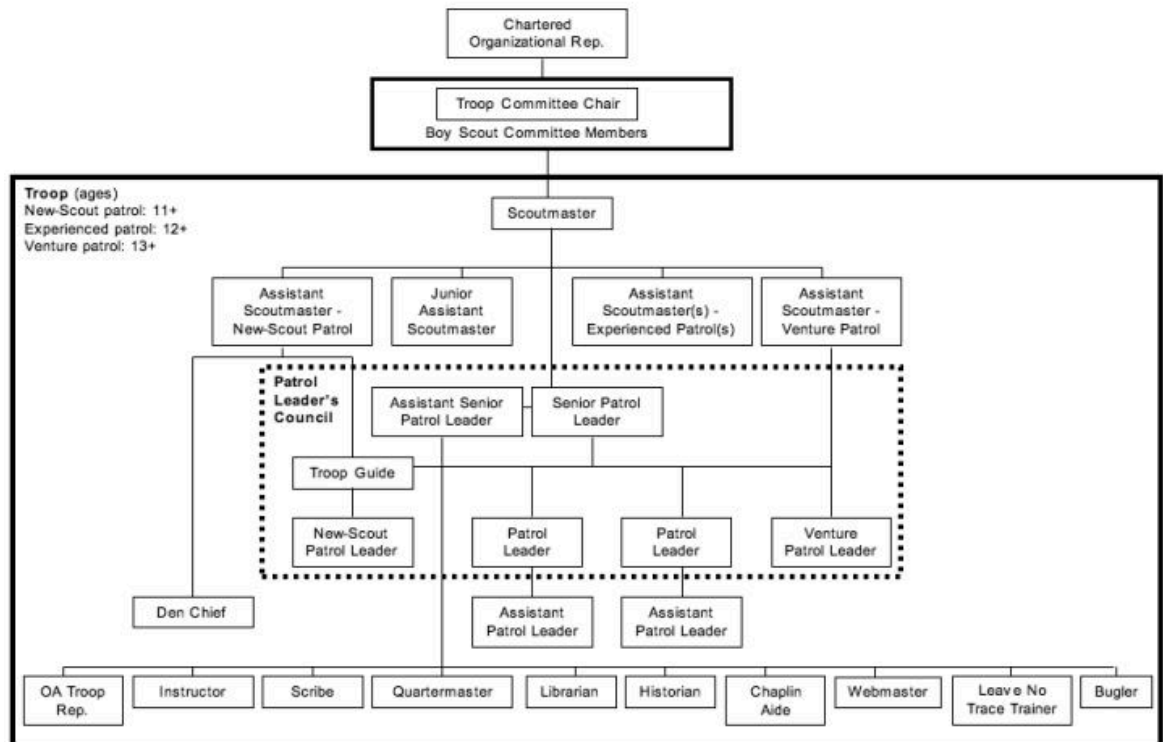 Chartered
Organizational Rep.
Troop Committee Chair
Boy Scout Committee Members
Troop (ages)
New-Scout patrol: 11+
Experienced patrol: 12+
Venture patrol: 13+
Scoutmaster
Assistant
Scoutmaster -
New-Scout Patrol
Junior
Assistant
Scoutmaster
Assistant
Scoutmaster(s) -
Experienced Patrol(s)
Assistant
Scoutmaster -
Venture Patrol
Patrol
Leader's
Council
Assistant Senior
Patrol Leader
Senior Patrol
Leader
Troop Guide
New-Scout
Patrol Leader
Patrol
Leader
Patrol
Leader
Venture
Patrol Leader
Den Chief
Assistant
Patrol Leader
Assistant
Patrol Leader
OA Troop
Rep.
Instructor
Scribe
Quartermaster
Librarian
Historian
Chaplin
Aide
Webmaster
Leave No
Trace Trainer
Bugler